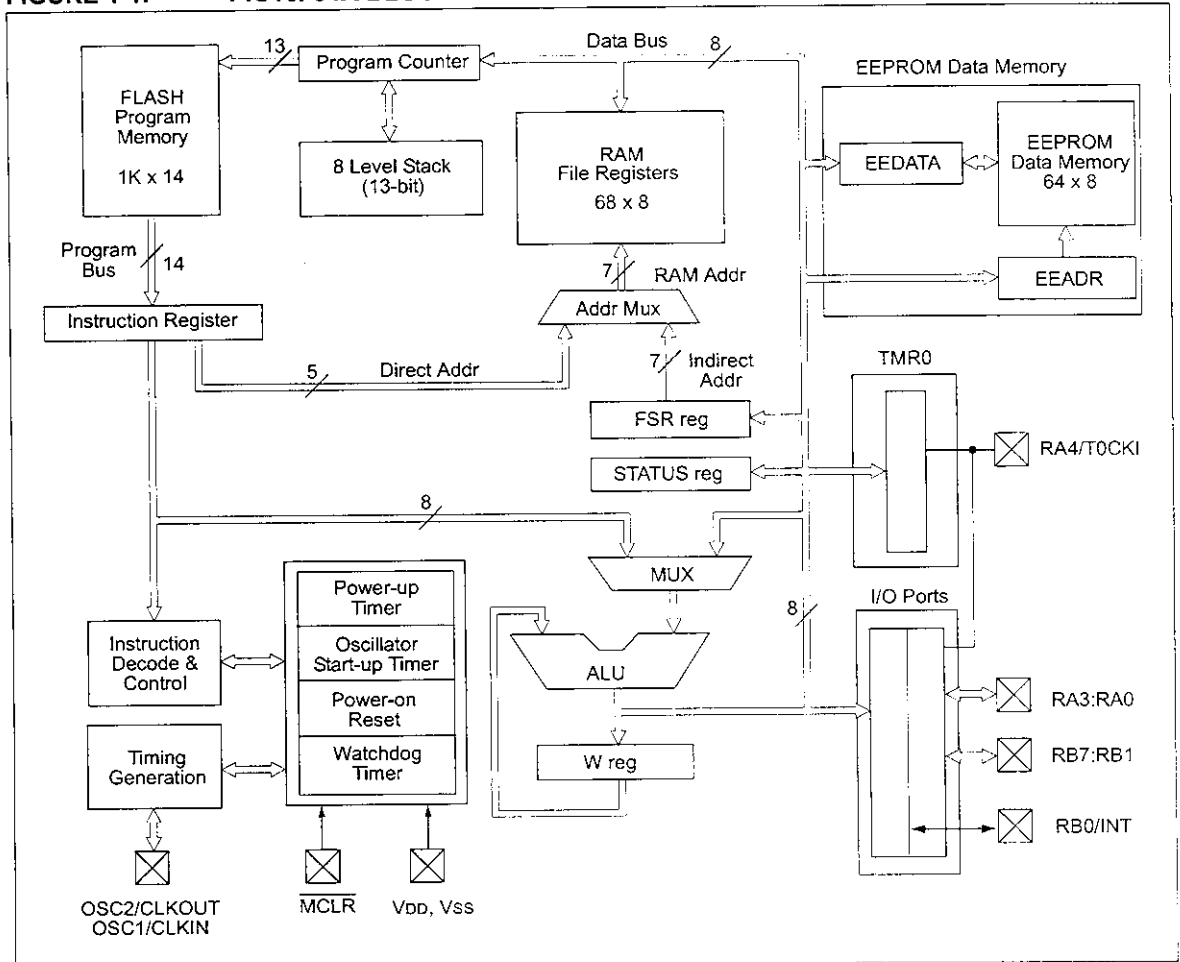 13
Program Counter
Data Bus
8
EEPROM Data Memory
FLASH
Program
Memory
1K x 14
8 Level Stack
(13-bit)
RAM
File Registers
68 x 8
EEDATA
EEPROM
Data Memory
64 x 8
EEADR
Program
Bus
14
7
RAM Addr
Addr Mux
Instruction Register
5
Direct Addr
7
Indirect
Addr
FSR reg
STATUS reg
TMR0
RA4/T0CKI
8
MUX
8
I/O Ports
Power-up
Timer
Oscillator
Start-up Timer
Power-on
Reset
Watchdog
Timer
Instruction
Decode &
Control
Timing
Generation
ALU
W reg
RA3:RA0
RB7:RB1
RB0/INT
OSC2/CLKOUT
OSC1/CLKIN
MCLR
VDD, VSS